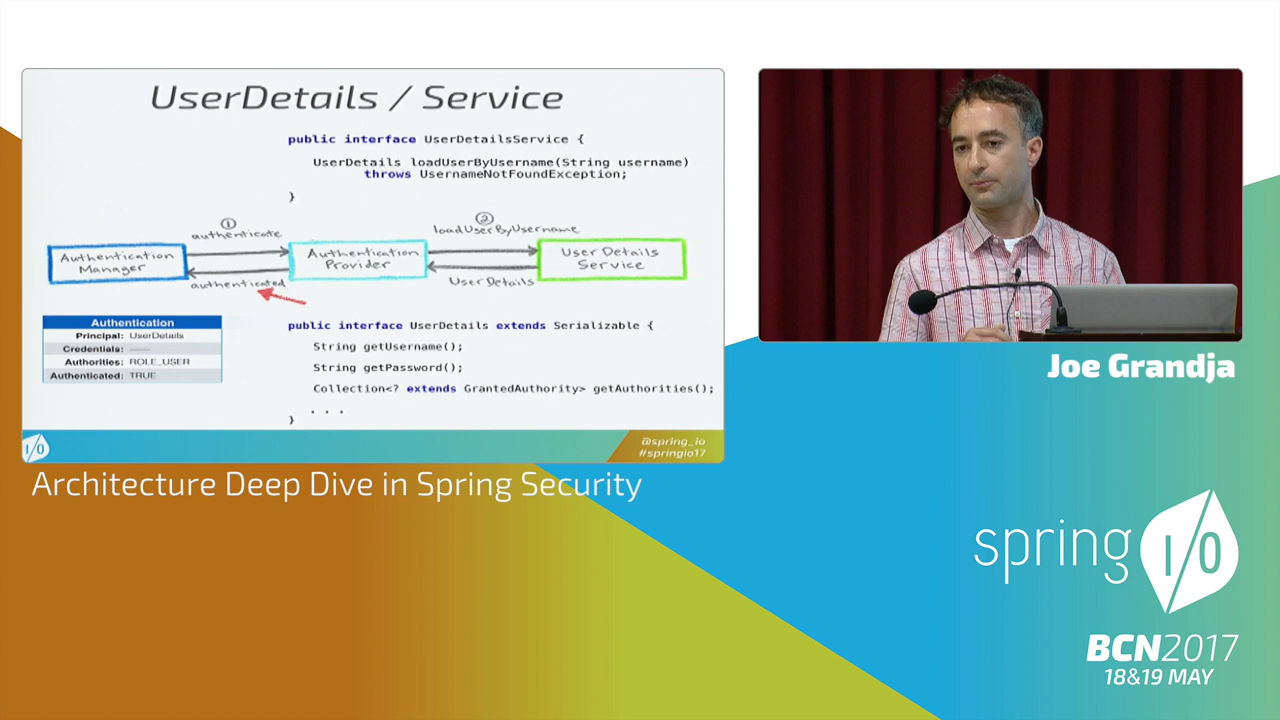 UserDetails / Service
public interface UserDetailsService {
UserDetails loadUserByUsername(String username)
throws UsernameNotFoundException;
}
①
authenticate
②
loadUserByUsername
Authentication
Manager
Authentication
Provider
User Details
Service
authenticated
UserDetails
Authentication
Principal: UserDetails
Credentials: ------
Authorities: ROLE_USER
Authenticated: TRUE
public interface UserDetails extends Serializable {
String getUsername();
String getPassword();
Collection<? extends GrantedAuthority> getAuthorities();
. . .
}
I/O
@spring_io
#springio17
Joe Grandja
Architecture Deep Dive in Spring Security
spring I/O
BCN2017
18&19 MAY